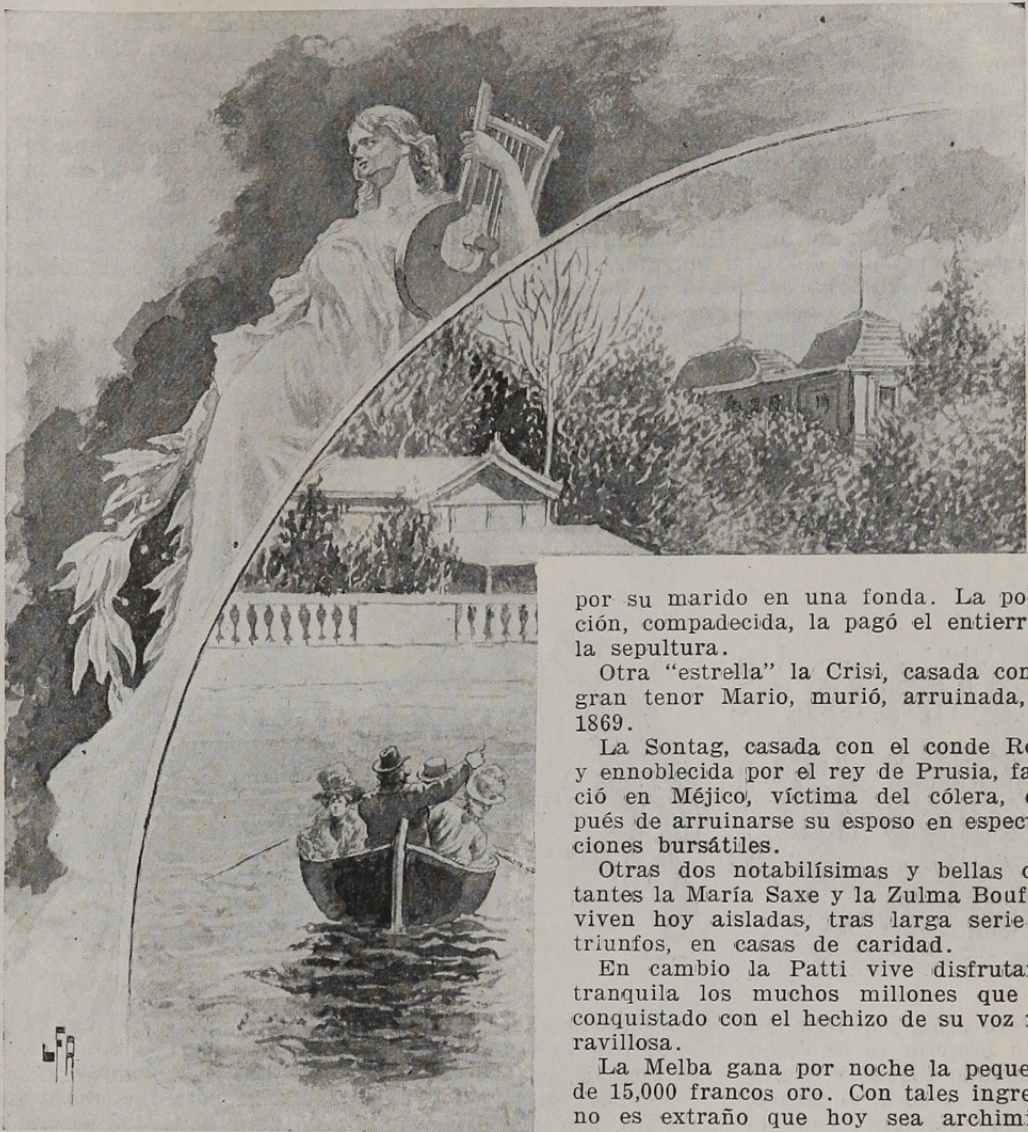 por su marido en una fonda. La po
ción, compadecida, la pagó el entierr
la sepultura.
Otra “estrella” la Crisi, casada con
gran tenor Mario, murió, arruinada,
1869.
La Sontag, casada con el conde Ro
y ennoblecida por el rey de Prusia, fa
ció en Méjico, víctima del cólera,
pués de arruinarse su esposo en espec
ciones bursátiles.
Otras dos notabilísimas y bellas
tantes la María Saxe y la Zulma Bouf
viven hoy aisladas, tras larga serie
triunfos, en casas de caridad.
En cambio la Patti vive disfruta
tranquila los muchos millones que
conquistado con el hechizo de su voz
ravillosa.
La Melba gana por noche la peque
de 15,000 francos oro. Con tales ingre
no es extraño que hoy sea archimi